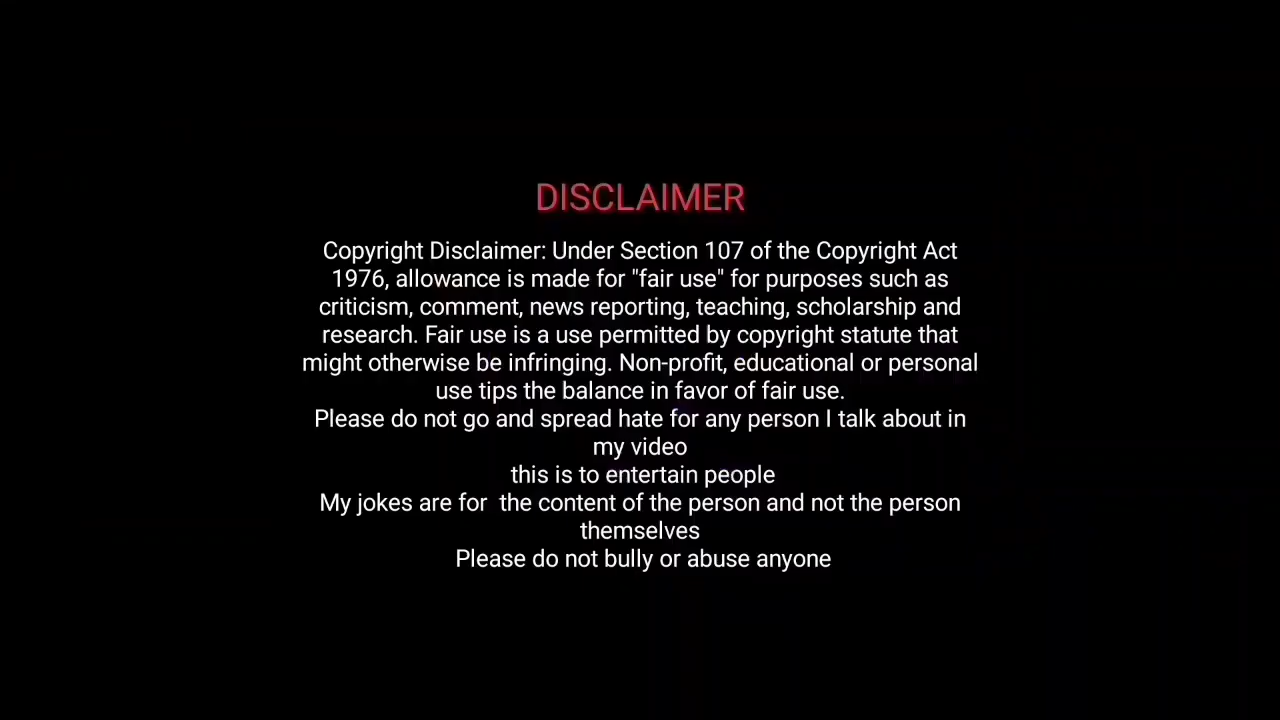 DISCLAIMER
Copyright Disclaimer: Under Section 107 of the Copyright Act
1976, allowance is made for "fair use" for purposes such as
criticism, comment, news reporting, teaching, scholarship and
research. Fair use is a use permitted by copyright statute that
might otherwise be infringing. Non-profit, educational or personal
use tips the balance in favor of fair use.
Please do not go and spread hate for any person I talk about in
my video
this is to entertain people
My jokes are for  the content of the person and not the person
themselves
Please do not bully or abuse anyone